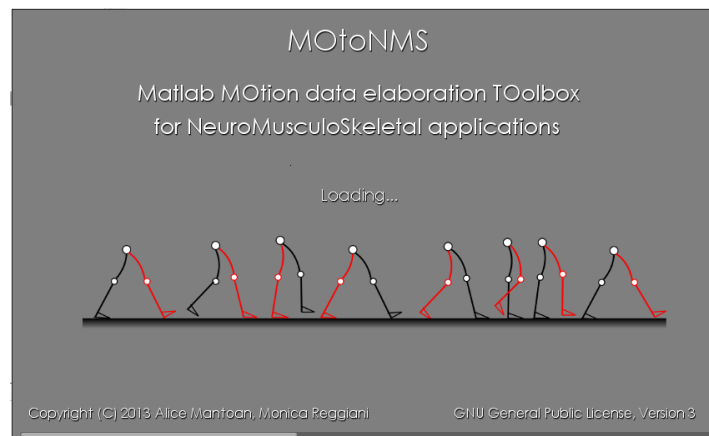 MOtoNMS
Matlab MOtion data elaboration TOolbox
for NeuroMusculoSkeletal applications
Loading...
Copyright (C) 2013 Alice Mantoan, Monica Reggiani
GNU General Public License, Version 3